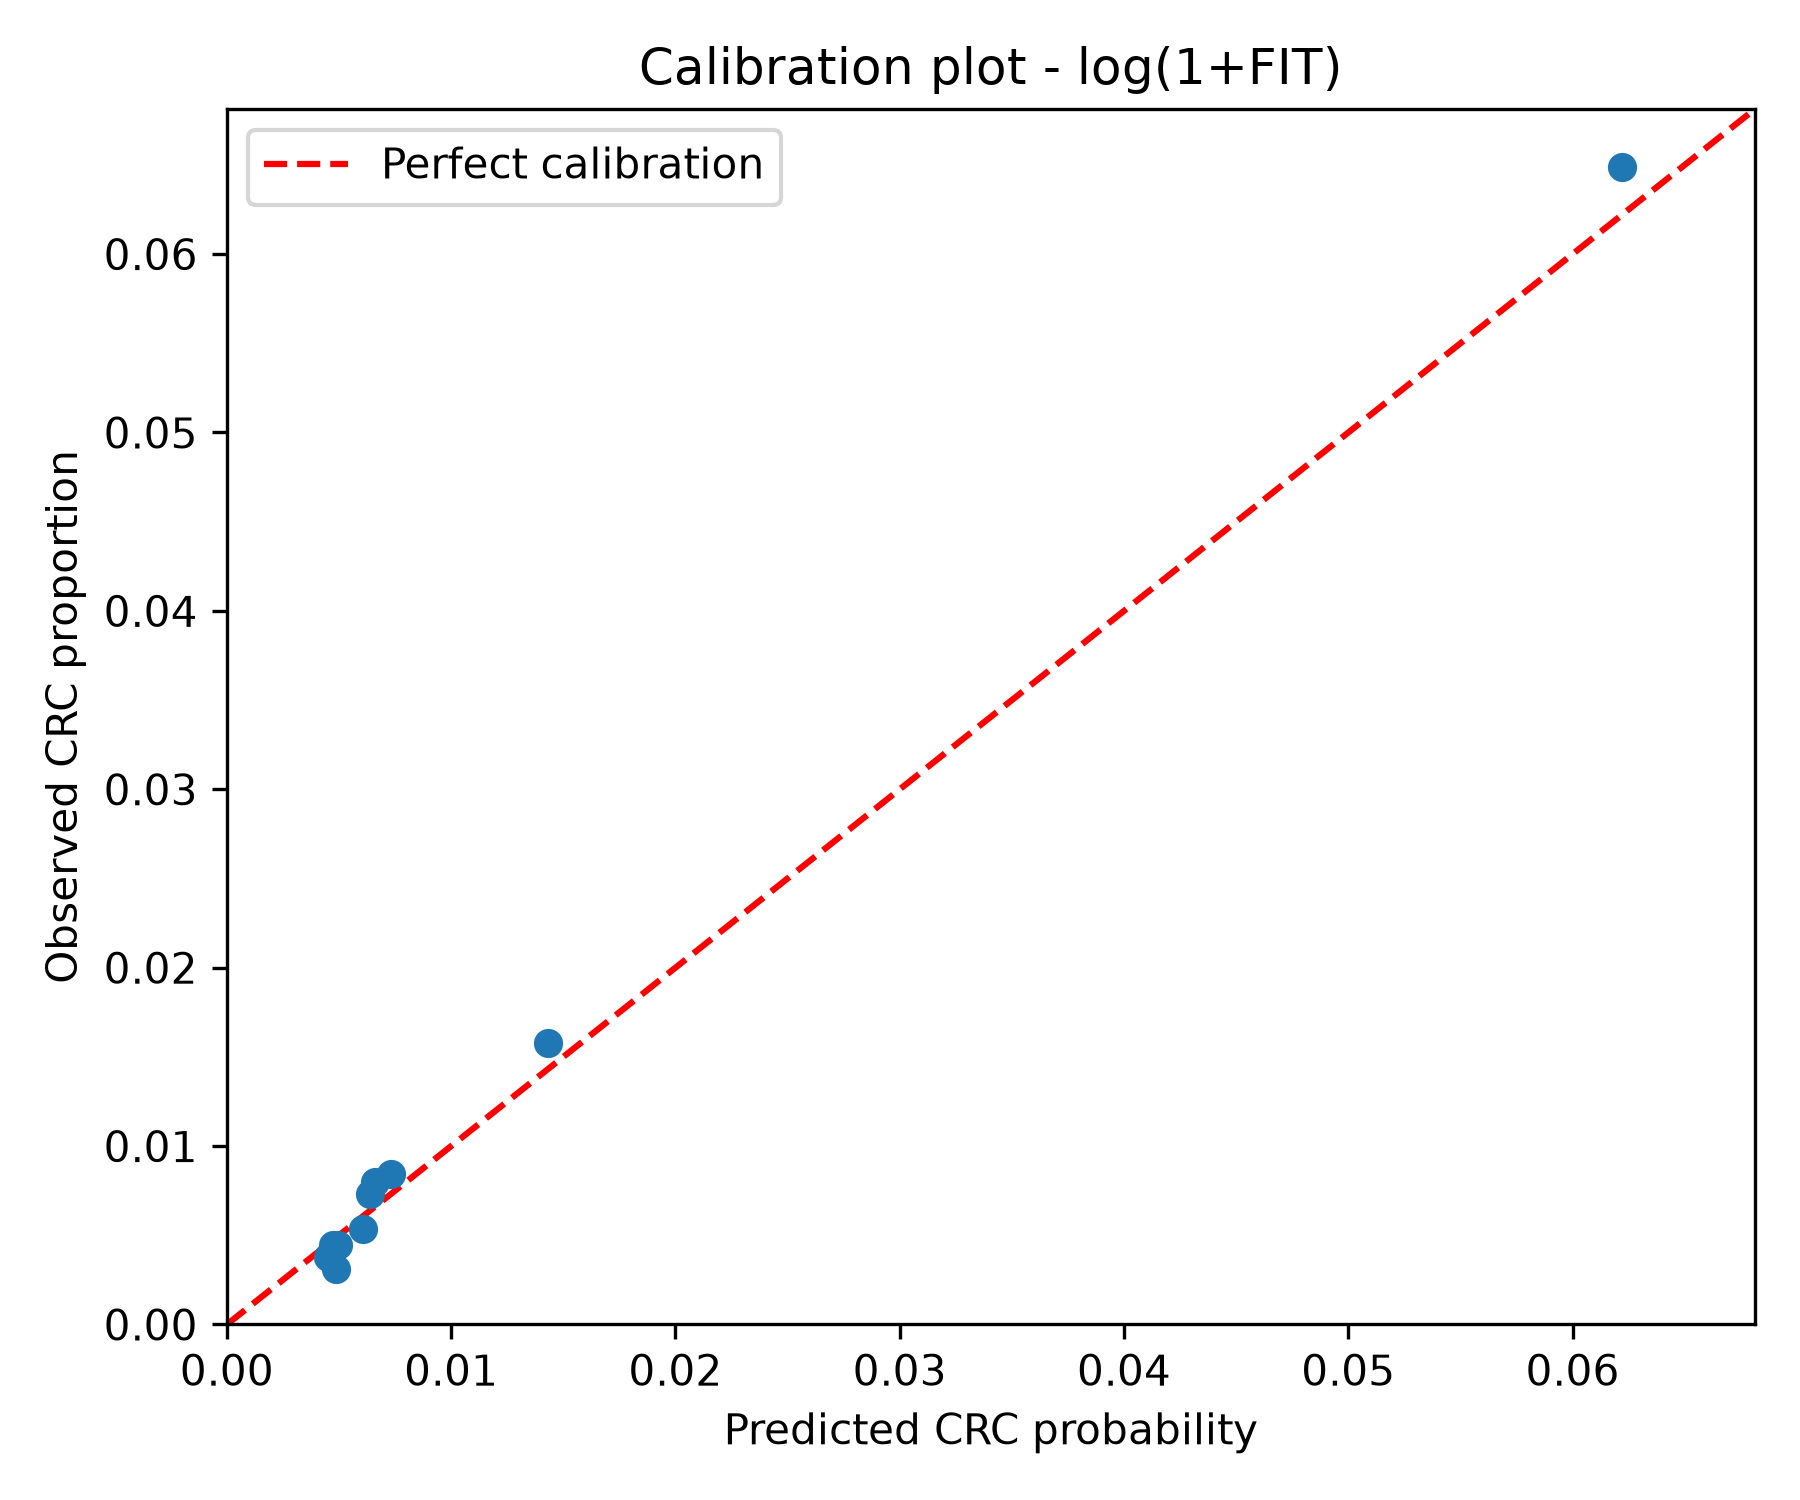 Calibration plot - log(1+FIT)
Perfect calibration
Observed CRC proportion
0.06
0.05
0.04
0.03
0.02
0.01
0.00
0.00 0.01 0.02 0.03 0.04 0.05 0.06
Predicted CRC probability